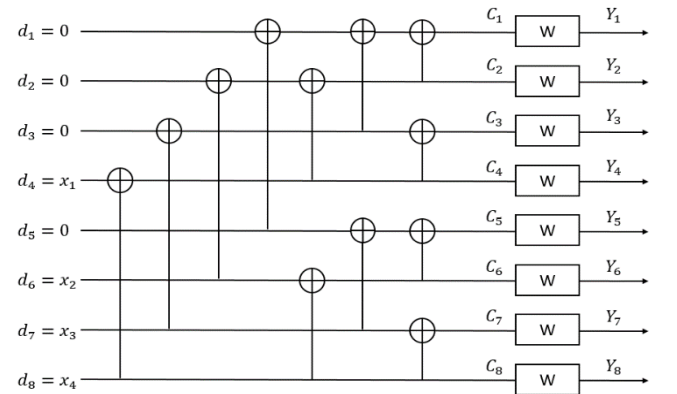 d₁ = 0 C₁ W Y₁
d₂ = 0 C₂ W Y₂
d₃ = 0 C₃ W Y₃
d₄ = x₁ C₄ W Y₄
d₅ = 0 C₅ W Y₅
d₆ = x₂ C₆ W Y₆
d₇ = x₃ C₇ W Y₇
d₈ = x₄ C₈ W Y₈